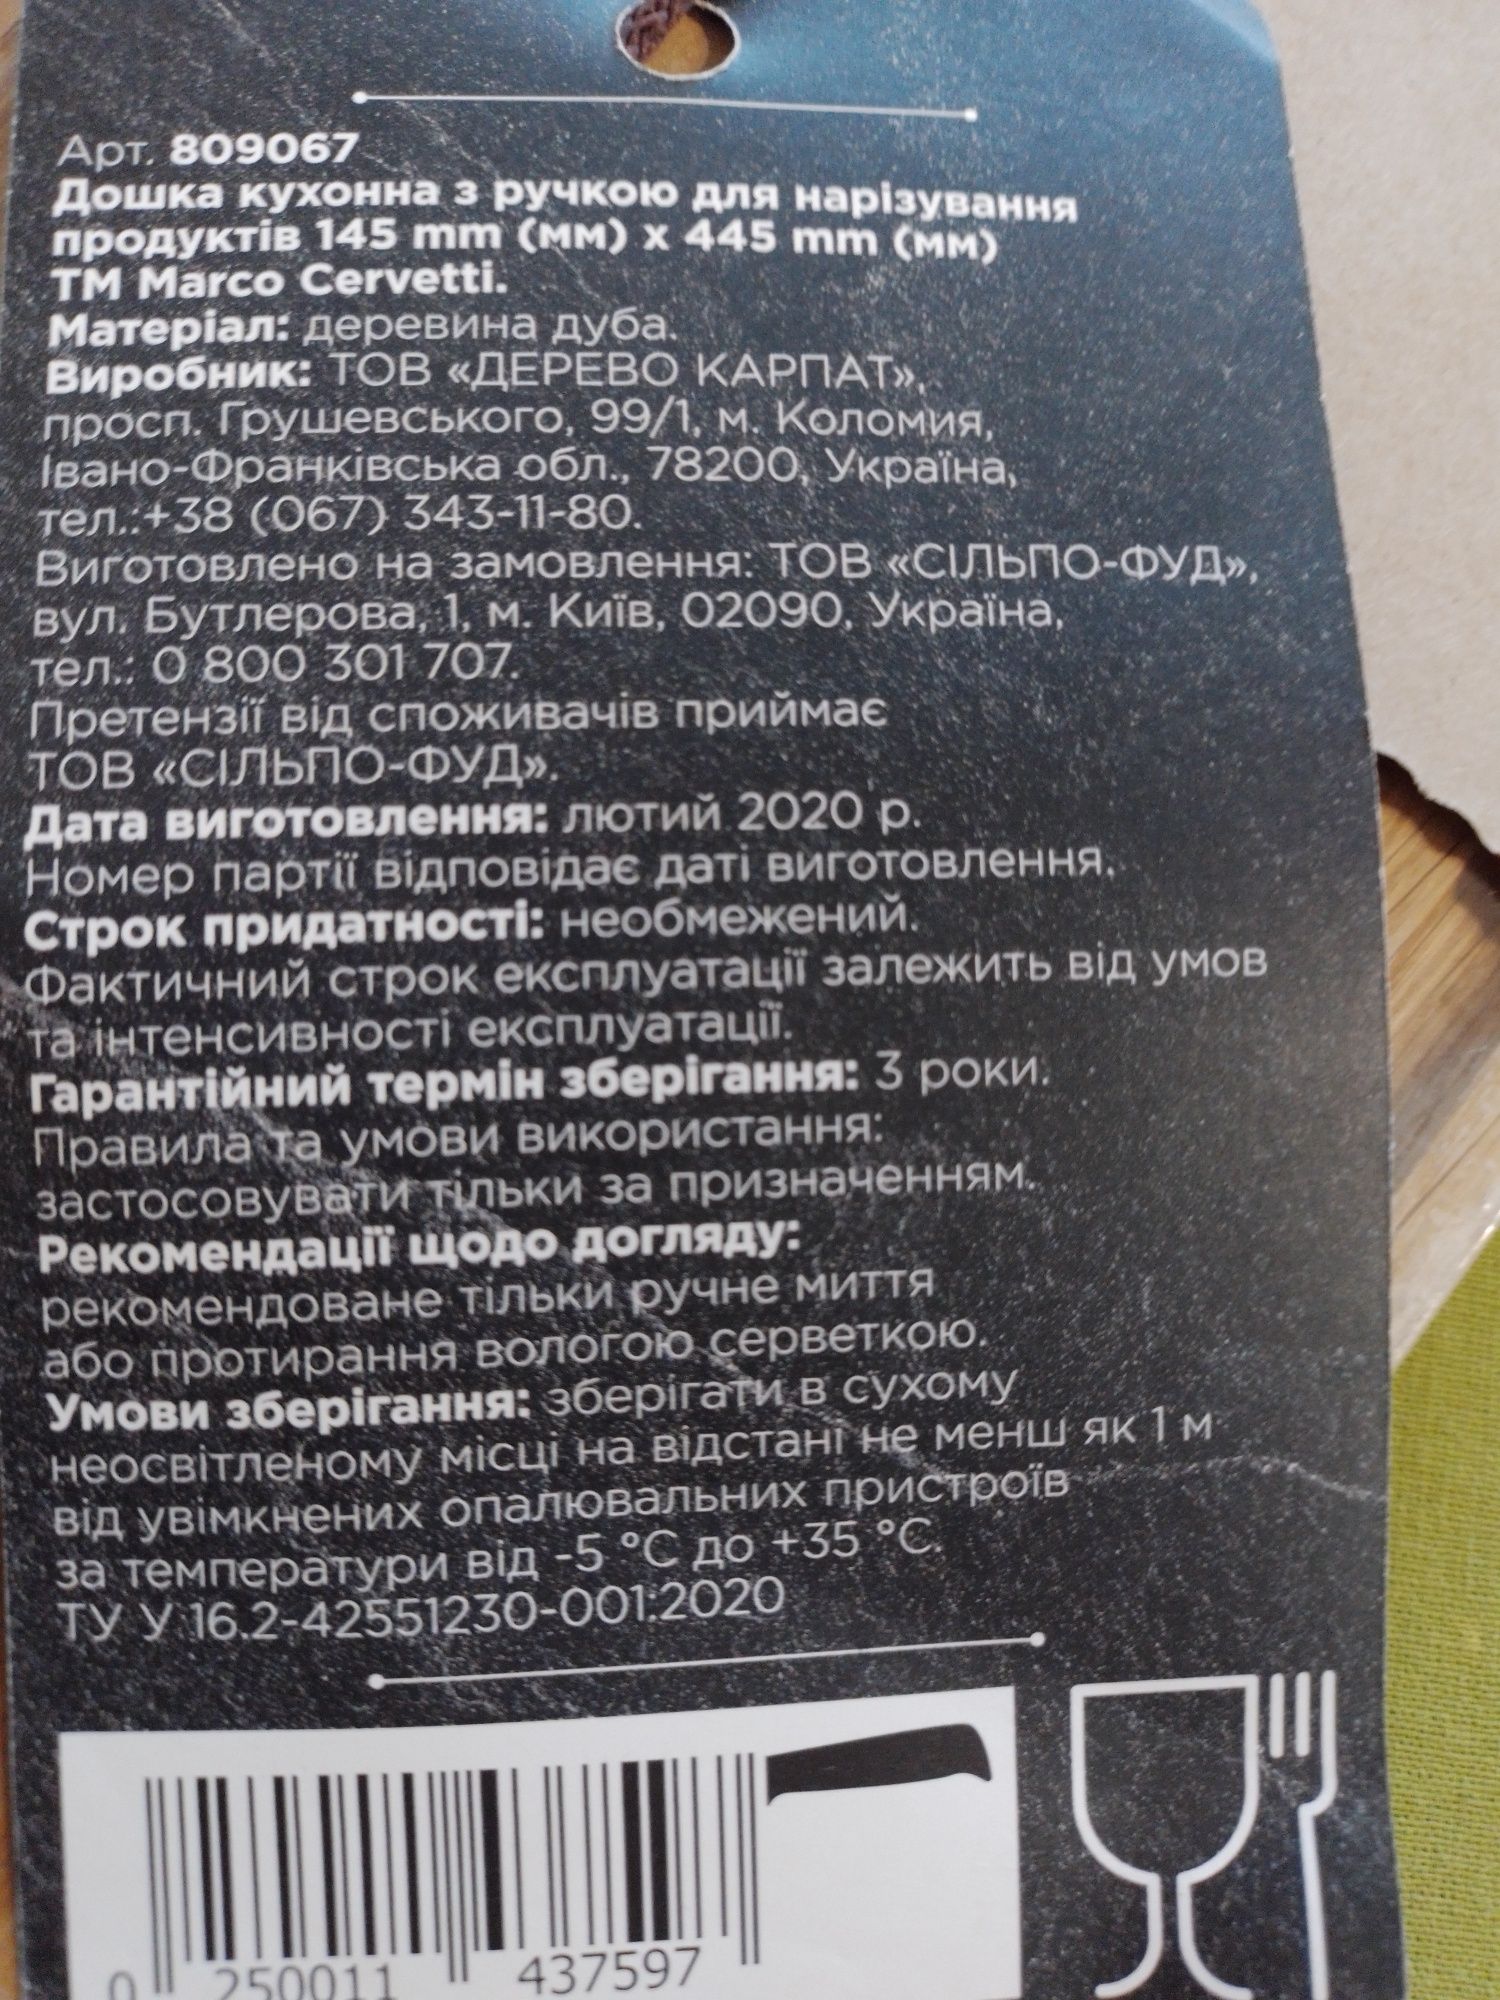 Арт. 809067
Дошка кухонна з ручкою для нарізування
продуктів 145 mm (мм) х 445 mm (мм)
ТМ Marco Cervetti.
Матеріал: деревина дуба.
Виробник: ТОВ «ДЕРЕВО КАРПАТ»,
просп. Грушевського, 99/1, м. Коломия,
Івано-Франківська обл., 78200, Україна,
тел.:+38 (067) 343-11-80.
Виготовлено на замовлення: ТОВ «СІЛЬПО-ФУД»,
вул. Бутлерова, 1, м. Київ, 02090, Україна,
тел.: 0 800 301 707.
Претензії від споживачів приймає
ТОВ «СІЛЬПО-ФУД».
Дата виготовлення: лютий 2020 р.
Номер партії відповідає даті виготовлення.
Строк придатності: необмежений.
Фактичний строк експлуатації залежить від умов
та інтенсивності експлуатації.
Гарантійний термін зберігання: 3 роки.
Правила та умови використання:
застосовувати тільки за призначенням.
Рекомендації щодо догляду:
рекомендоване тільки ручне миття
або протирання вологою серветкою.
Умови зберігання: зберігати в сухому
неосвітленому місці на відстані не менш як 1 м
від увімкнених опалювальних пристроїв
за температури від -5 °C до +35 °C.
ТУ У 16.2-42551230-001:2020
0 250011 437597